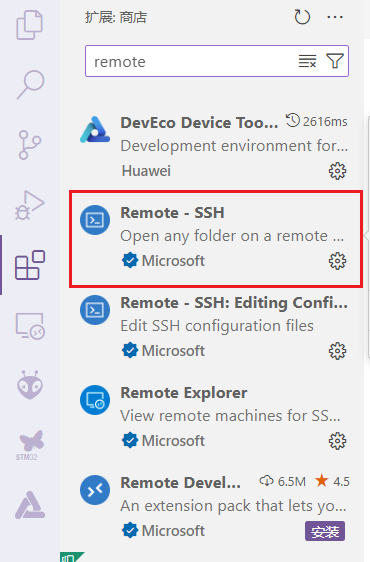 扩展: 商店
remote
DevEco Device Too... 2616ms
Development environment for...
Huawei
Remote - SSH
Open any folder on a remote ...
Microsoft
Remote - SSH: Editing Confi...
Edit SSH configuration files
Microsoft
Remote Explorer
View remote machines for SS...
Microsoft
STM32
Remote Devel... 6.5M 4.5
An extension pack that lets yo...
Microsoft 安装